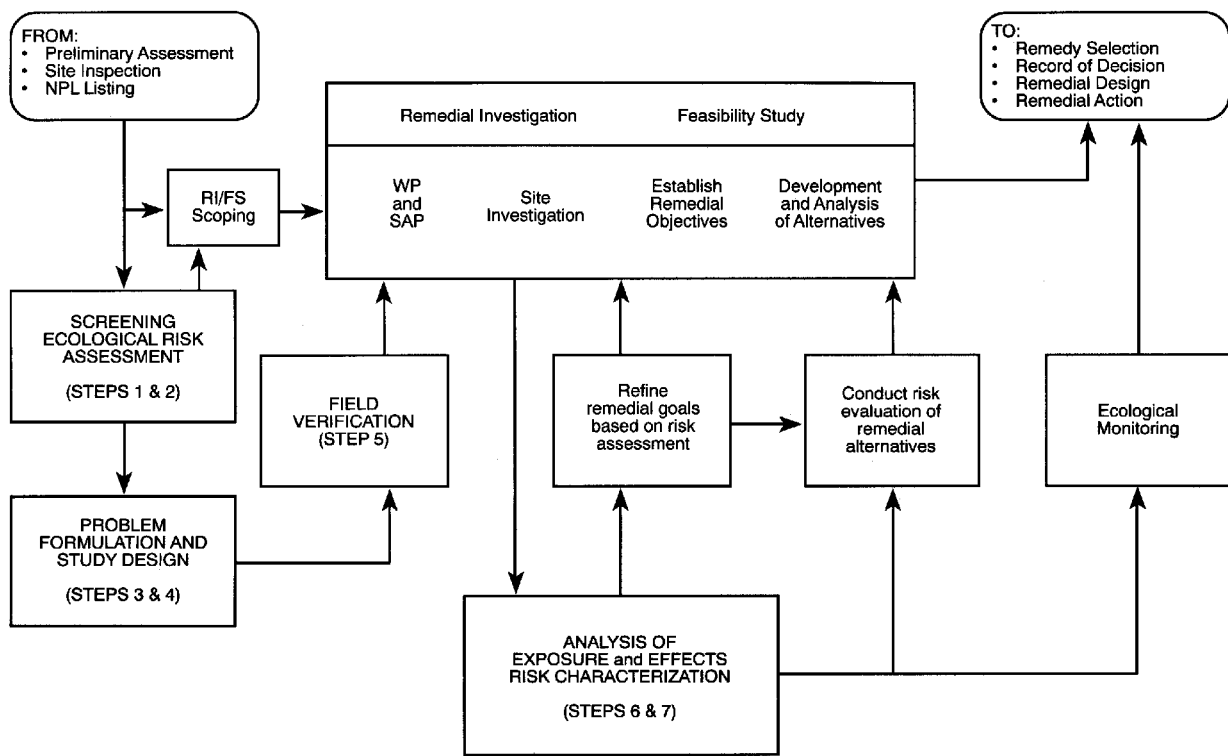 FROM:
• Preliminary Assessment
• Site Inspection
• NPL Listing
TO:
• Remedy Selection
• Record of Decision
• Remedial Design
• Remedial Action
Remedial Investigation
Feasibility Study
RI/FS
Scoping
WP
and
SAP
Site
Investigation
Establish
Remedial
Objectives
Development
and Analysis
of Alternatives
SCREENING
ECOLOGICAL RISK
ASSESSMENT
(STEPS 1 & 2)
FIELD
VERIFICATION
(STEP 5)
Refine
remedial goals
based on risk
assessment
Conduct risk
evaluation of
remedial
alternatives
Ecological
Monitoring
PROBLEM
FORMULATION AND
STUDY DESIGN
(STEPS 3 & 4)
ANALYSIS OF
EXPOSURE and EFFECTS
RISK CHARACTERIZATION
(STEPS 6 & 7)